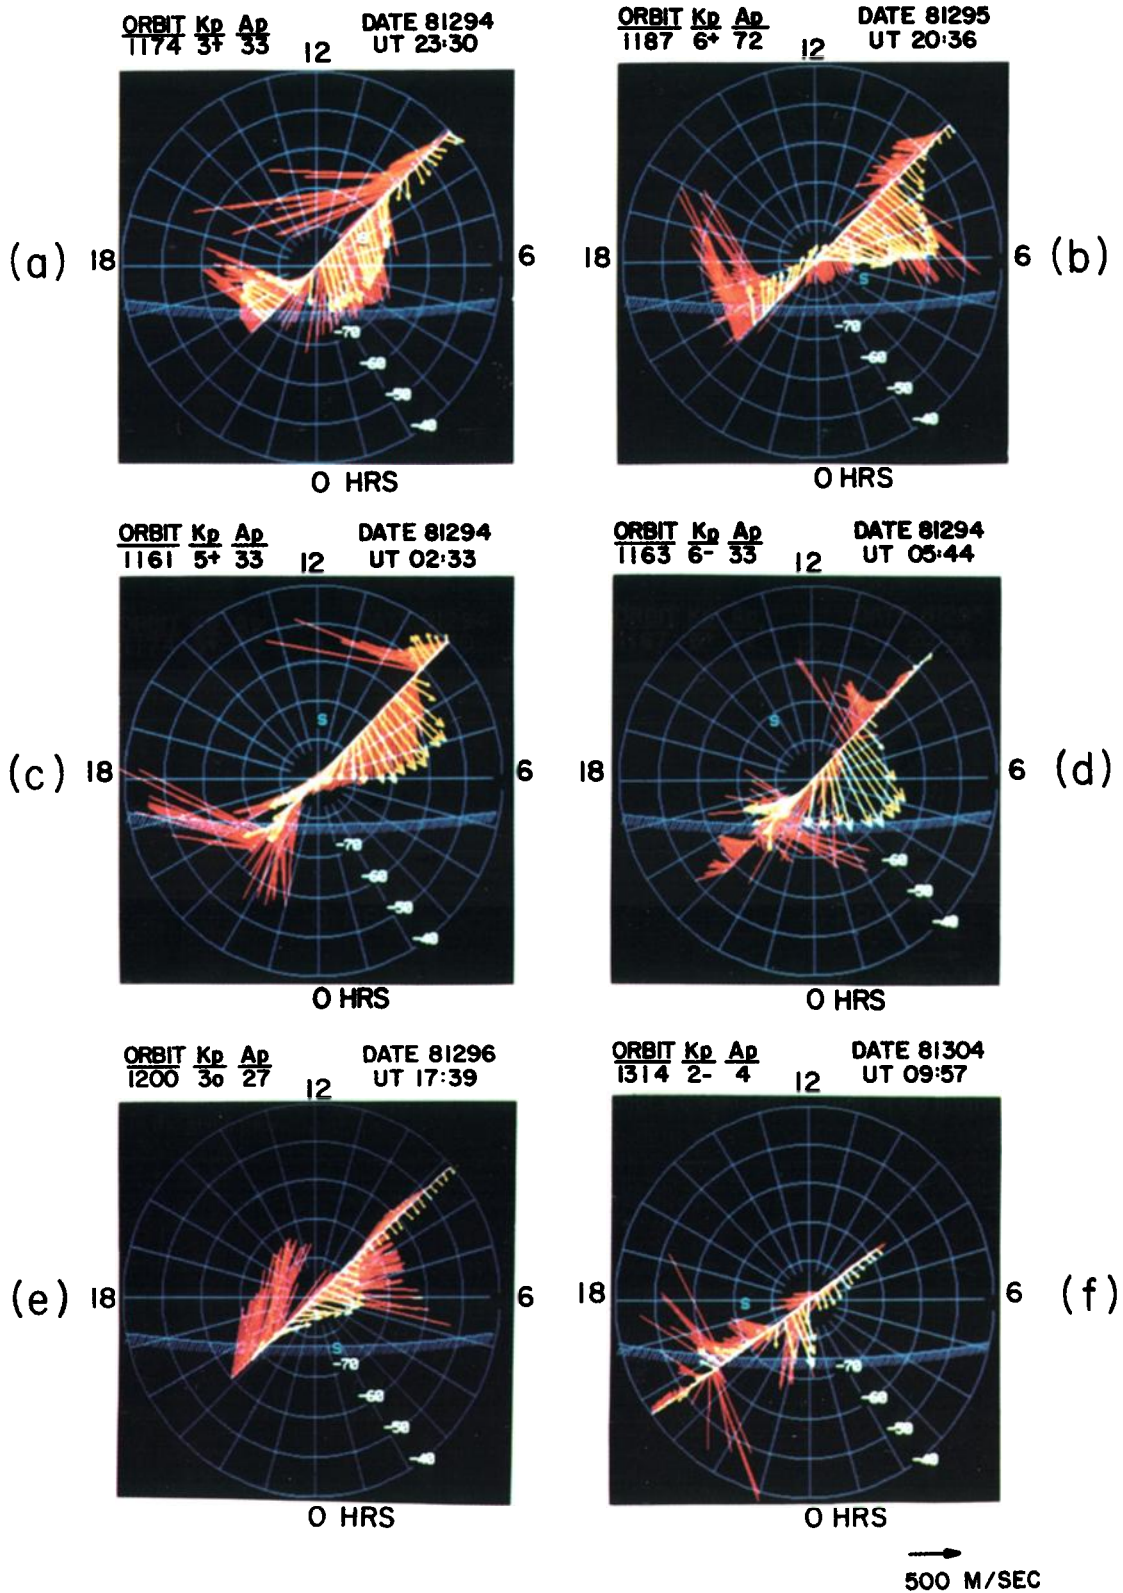 ORBIT Kp Ap DATE 81294
1174 3+ 33 UT 23:30
12
(a) 18 6
S
-70
-60
-50
-40
0 HRS
ORBIT Kp Ap DATE 81295
1187 6+ 72 UT 20:36
12
18 6 (b)
S
-70
-60
-50
-40
0 HRS
ORBIT Kp Ap DATE 81294
1161 5+ 33 UT 02:33
12
S
(c) 18 6
-70
-60
-50
-40
0 HRS
ORBIT Kp Ap DATE 81294
1163 6- 33 UT 05:44
12
S
18 6 (d)
-60
-50
-40
0 HRS
ORBIT Kp Ap DATE 81296
1200 3o 27 UT 17:39
12
(e) 18 6
S
-70
-60
-50
-40
0 HRS
ORBIT Kp Ap DATE 81304
1314 2- 4 UT 09:57
12
18 6 (f)
S
-70
-60
-50
-40
0 HRS
500 M/SEC